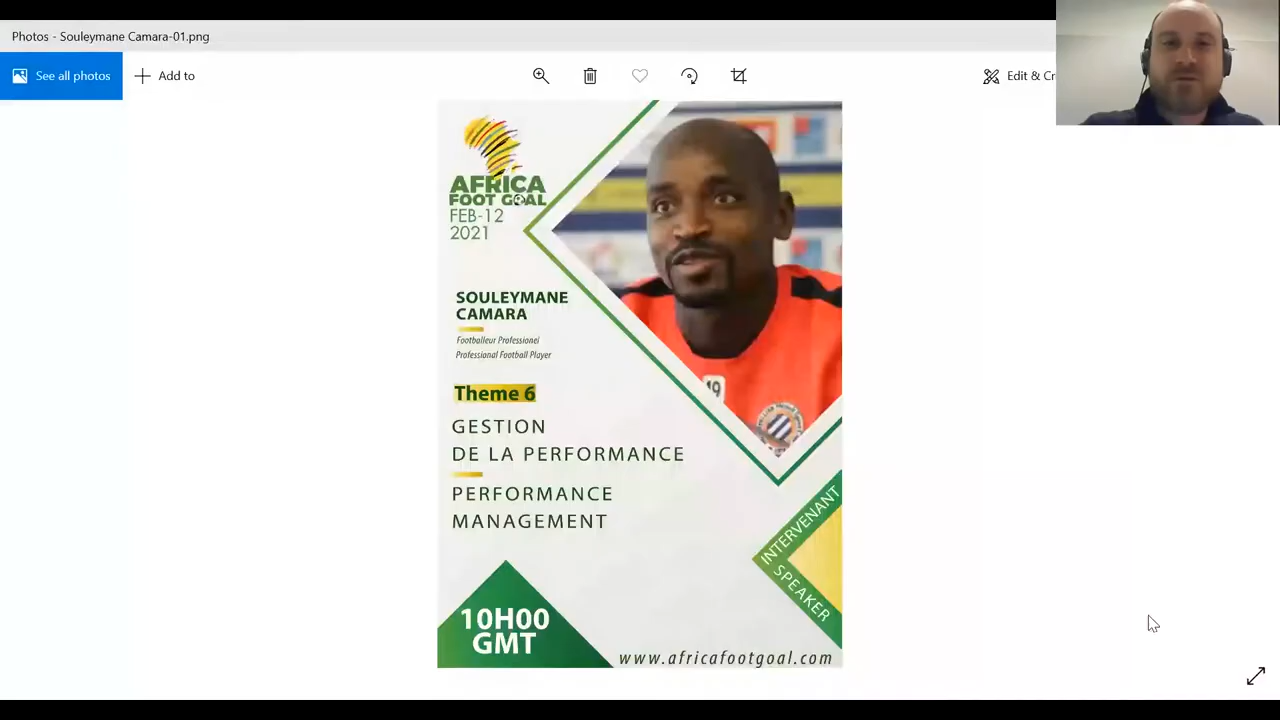 Photos - Souleymane Camara-01.png
See all photos
Add to
AFRICA
FOOT GOAL
FEB-12
2021
SOULEYMANE
CAMARA
Footballeur Professionel
Professional Football Player
Theme 6
GESTION
DE LA PERFORMANCE
PERFORMANCE
MANAGEMENT
19
INTERVENANT
SPEAKER
10H00
GMT
www.africafootgoal.com